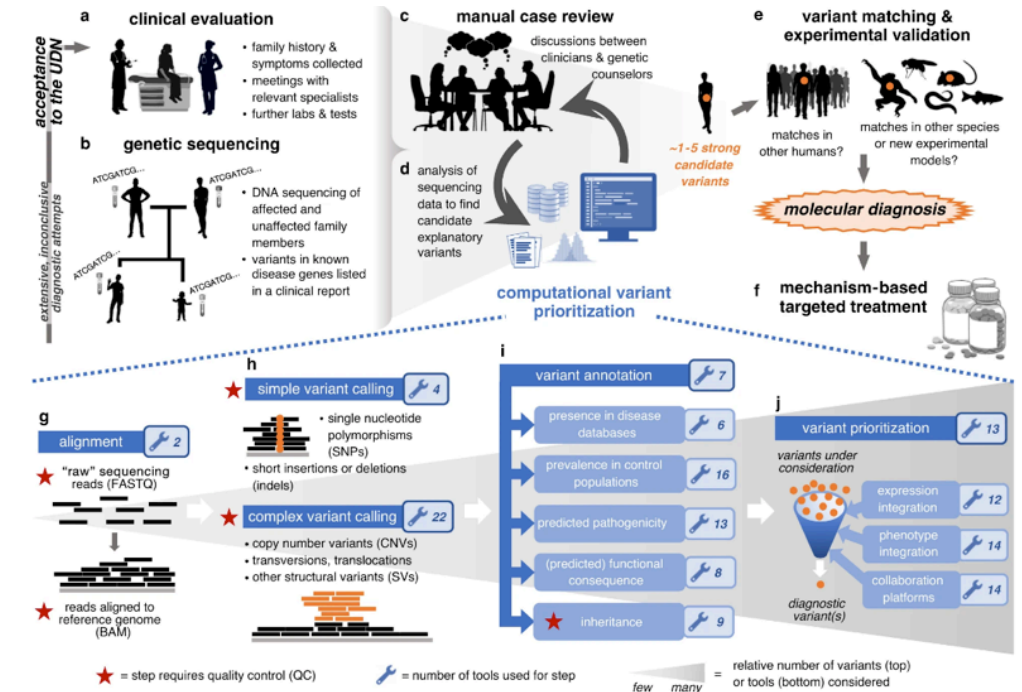 a
clinical evaluation
acceptance
to the UDN
• family history &
symptoms collected
• meetings with
relevant specialists
• further labs & tests
b
genetic sequencing
extensive, inconclusive
diagnostic attempts
ATCGATCG...
ATCGATCG...
ATCGATCG...
ATCGATCG...
• DNA sequencing of
affected and
unaffected family
members
• variants in known
disease genes listed
in a clinical report
c
manual case review
discussions between
clinicians & genetic
counselors
d
analysis of
sequencing
data to find
candidate
explanatory
variants
computational variant
prioritization
~1-5 strong
candidate
variants
e
variant matching &
experimental validation
matches in
other humans?
matches in other species
or new experimental
models?
molecular diagnosis
f
mechanism-based
targeted treatment
g
alignment
2
"raw" sequencing
reads (FASTQ)
reads aligned to
reference genome
(BAM)
h
simple variant calling
4
• single nucleotide
polymorphisms
(SNPs)
• short insertions or deletions
(indels)
complex variant calling
22
• copy number variants (CNVs)
• transversions, translocations
• other structural variants (SVs)
i
variant annotation
7
presence in disease
databases
6
prevalence in control
populations
16
predicted pathogenicity
13
(predicted) functional
consequence
8
inheritance
9
j
variant prioritization
13
variants under
consideration
expression
integration
12
phenotype
integration
14
collaboration
platforms
14
diagnostic
variant(s)
= step requires quality control (QC)
= number of tools used for step
few many
= relative number of variants (top)
or tools (bottom) considered